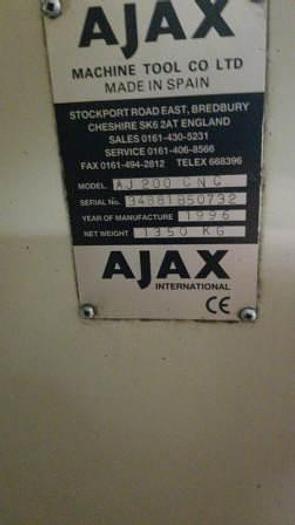 AJAX
MACHINE TOOL CO LTD
MADE IN SPAIN
STOCKPORT ROAD EAST, BREDBURY
CHESHIRE SK6 2AT ENGLAND
SALES 0161-430-5231
SERVICE 0161-406-8566
FAX 0161-494-2812 TELEX 668396
MODEL. AJ 200 CNC
SERIAL No. 34881850732
YEAR OF MANUFACTURE 1996
NET WEIGHT 1350 KG
AJAX
INTERNATIONAL
CE